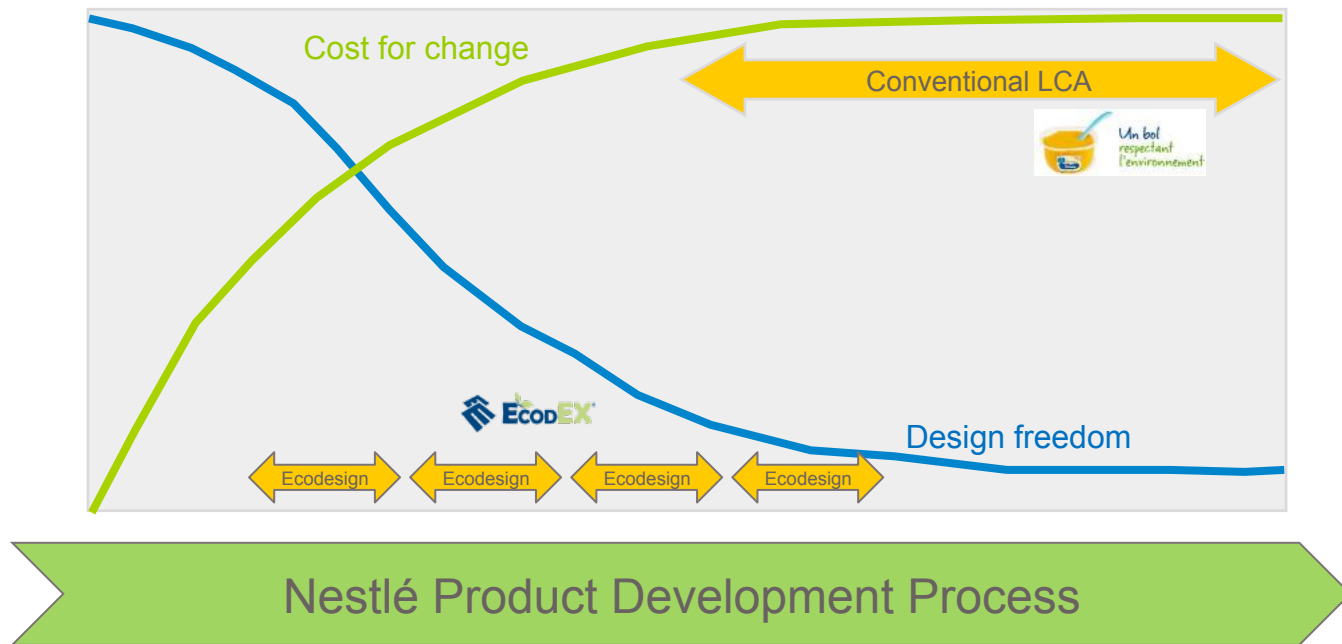 Cost for change
Conventional LCA
Un bol
respectant
l'environnement
ECODEX
Design freedom
Ecodesign
Ecodesign
Ecodesign
Ecodesign
Nestlé Product Development Process